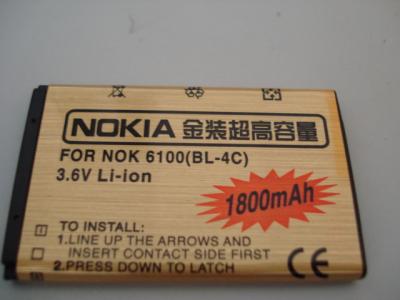 NOKIA 金装超高容量
FOR NOK 6100(BL-4C)
3.6V Li-ion
1800mAh
TO INSTALL:
1.LINE UP THE ARROWS AND
INSERT CONTACT SIDE FIRST
2.PRESS DOWN TO LATCH
CE